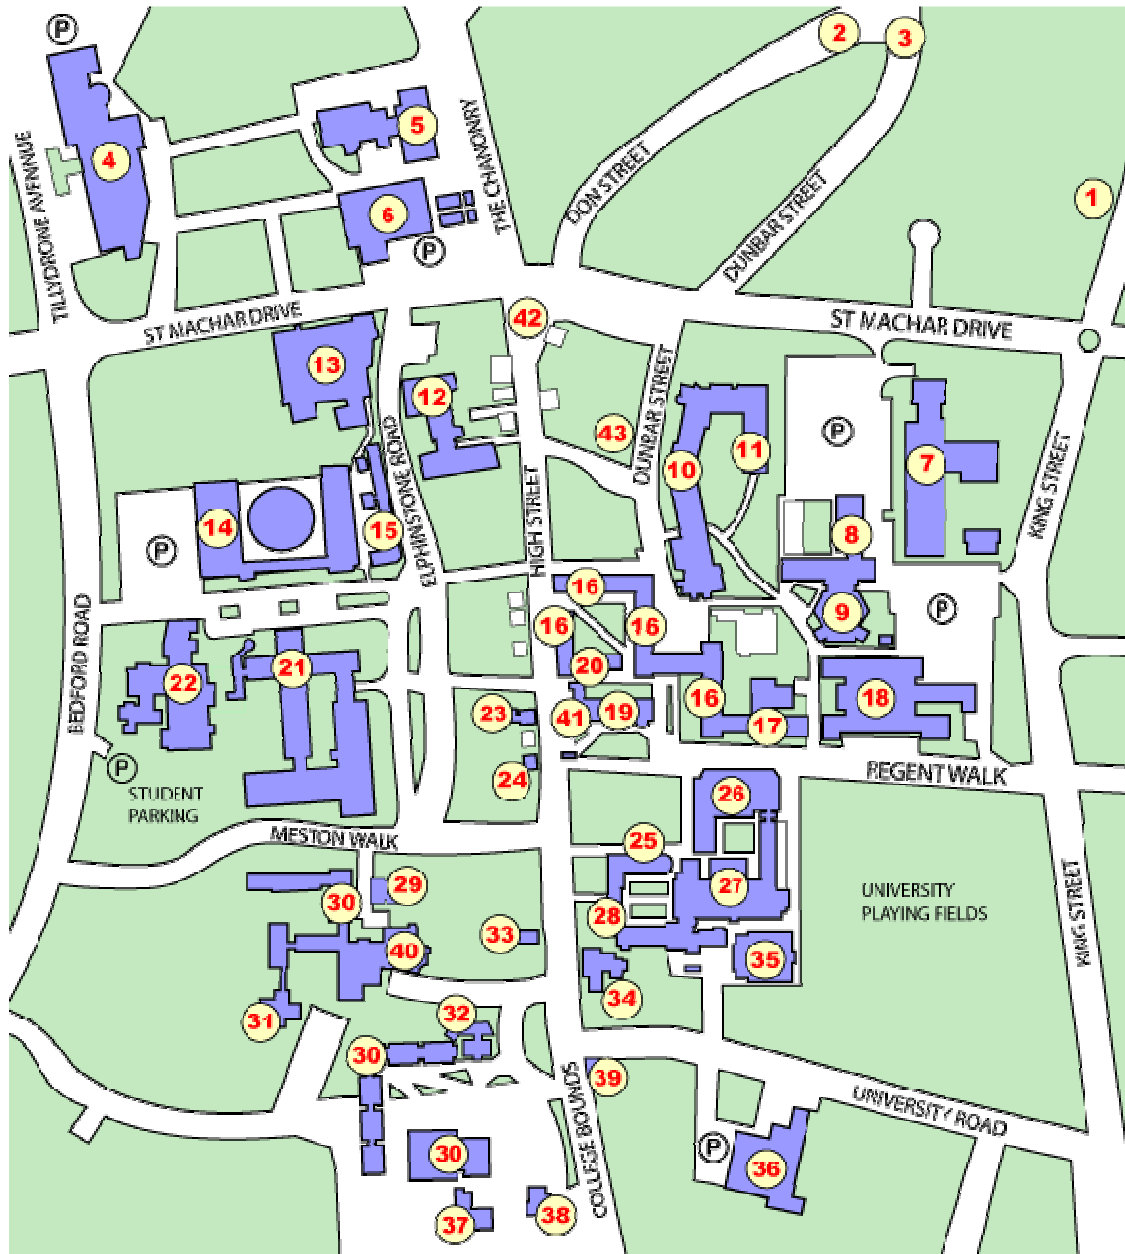 P
2
3
THE CHANONRY
5
4
TILLYDRONE AVENNUE
DON STREET
DUNBAR STREET
1
6
P
ST MACHAR DRIVE
42
ST MACHAR DRIVE
13
12
DUNBAR STREET
43
P
11
10
7
KING STREET
ELPHINSTONE ROAD
HIGH STREET
14
15
8
P
16
P
9
16
16
BEDFORD ROAD
20
21
22
16
18
23
41
19
17
P
24
REGENT WALK
STUDENT
PARKING
26
MESTON WALK
25
29
27
UNIVERSITY
PLAYING FIELDS
30
28
KING STREET
33
40
35
34
31
32
30
39
COLLEGE BOUNDS
UNIVERSITY ROAD
P
30
36
37
38